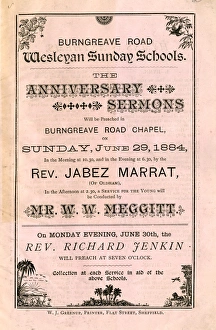 BURNGREAVE ROAD
Wesleyan Sunday Schools.
THE
ANNIVERSARY
SERMONS
Will be Preached in
BURNGREAVE ROAD CHAPEL,
ON
SUNDAY, JUNE 29, 1884,
In the Morning at 10.30, and in the Evening at 6.30, by the
REV. JABEZ MARRAT,
(OF OLDHAM),
In the Afternoon at 2.30, a SERVICE FOR THE YOUNG will
be Conducted by
MR. W. W. MEGGITT.
ON MONDAY EVENING, JUNE 30th, the
REV. RICHARD JENKIN
WILL PREACH AT SEVEN O'CLOCK.
Collection at each Service in aid of the
above Schools.
W. J. GREENUP, PRINTER, FLAT STREET, SHEFFIELD.